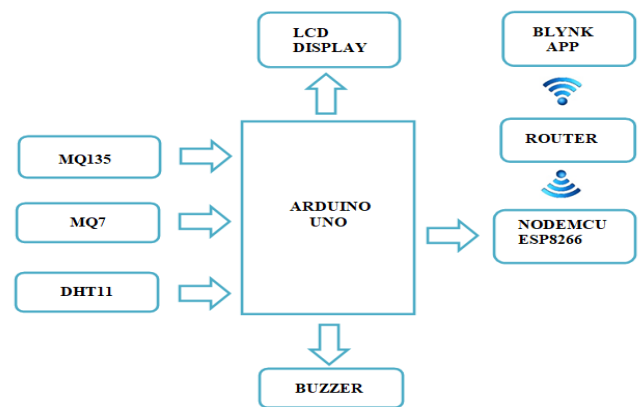 LCD
DISPLAY
BLYNK
APP
MQ135
ROUTER
MQ7
ARDUINO
UNO
NODEMCU
ESP8266
DHT11
BUZZER